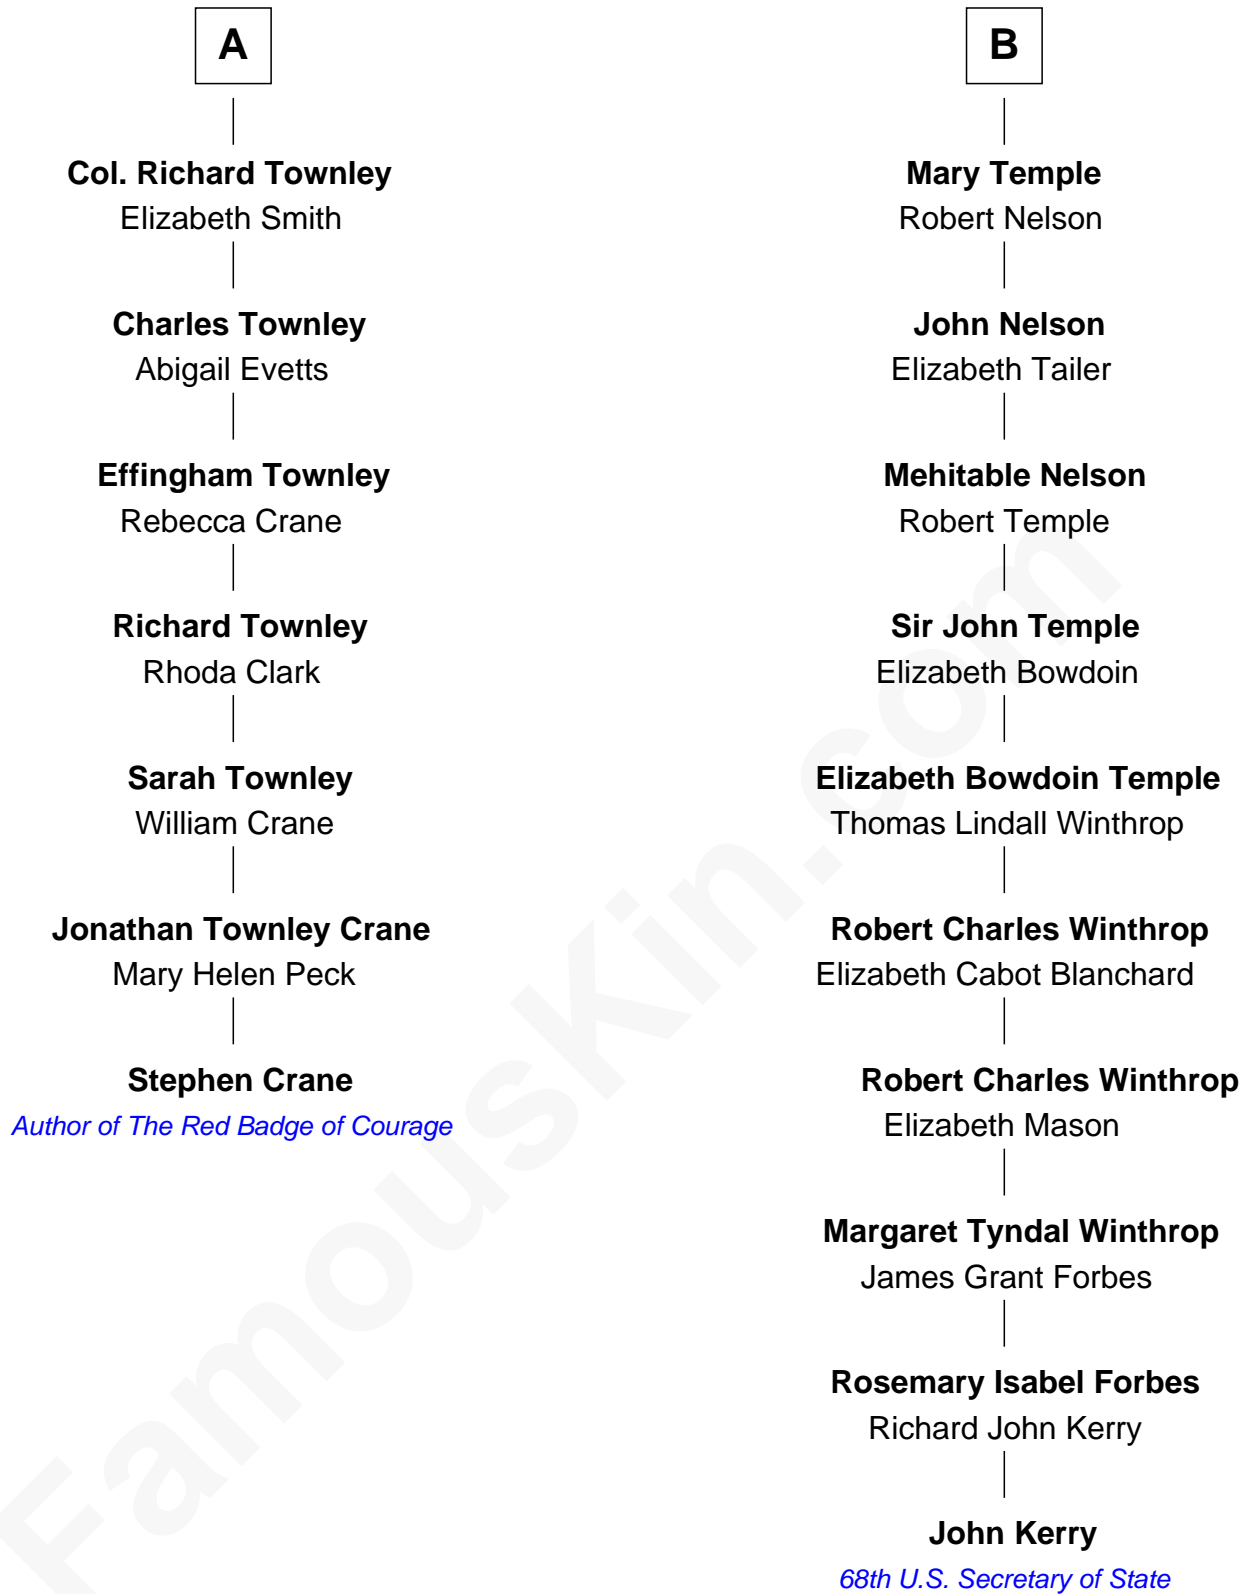 A
Col. Richard Townley
Elizabeth Smith
Charles Townley
Abigail Evetts
Effingham Townley
Rebecca Crane
Richard Townley
Rhoda Clark
Sarah Townley
William Crane
Jonathan Townley Crane
Mary Helen Peck
Stephen Crane
Author of The Red Badge of Courage
B
Mary Temple
Robert Nelson
John Nelson
Elizabeth Tailer
Mehitable Nelson
Robert Temple
Sir John Temple
Elizabeth Bowdoin
Elizabeth Bowdoin Temple
Thomas Lindall Winthrop
Robert Charles Winthrop
Elizabeth Cabot Blanchard
Robert Charles Winthrop
Elizabeth Mason
Margaret Tyndal Winthrop
James Grant Forbes
Rosemary Isabel Forbes
Richard John Kerry
John Kerry
68th U.S. Secretary of State
FamousKin.com